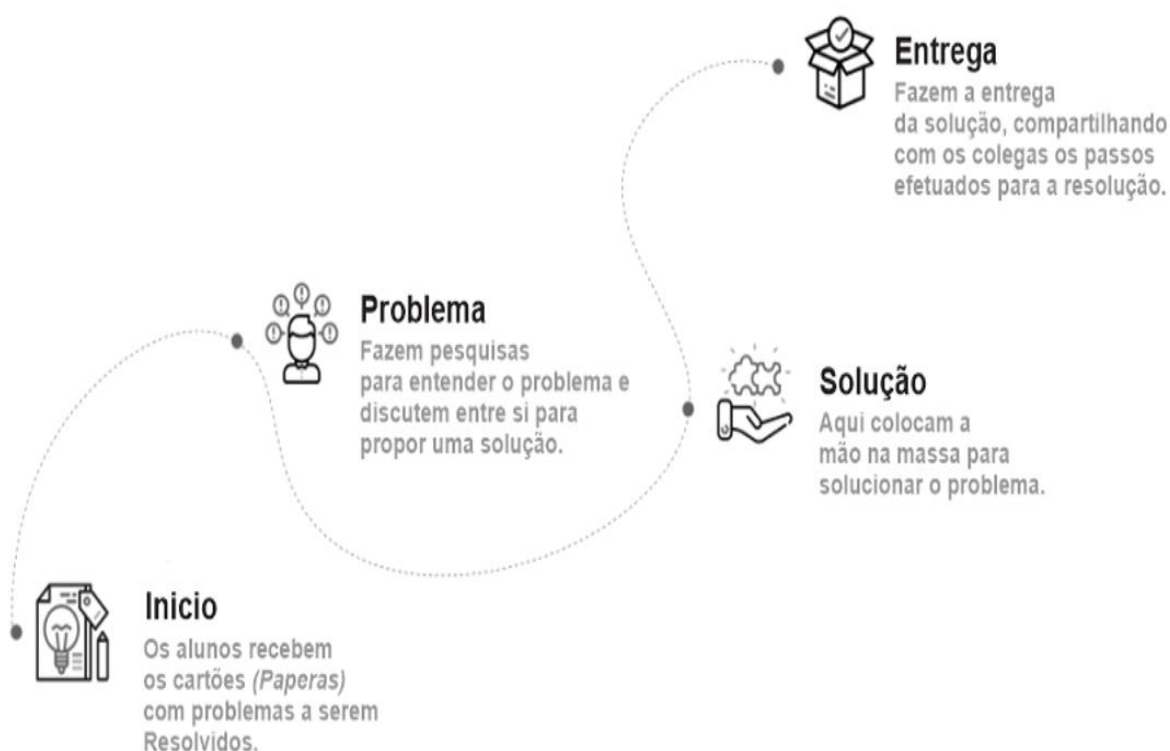 Entrega
Fazem a entrega
da solução, compartilhando
com os colegas os passos
efetuados para a resolução.
Problema
Fazem pesquisas
para entender o problema e
discutem entre si para
propor uma solução.
Solução
Aqui colocam a
mão na massa para
solucionar o problema.
Inicio
Os alunos recebem
os cartões (Paperas)
com problemas a serem
Resolvidos.